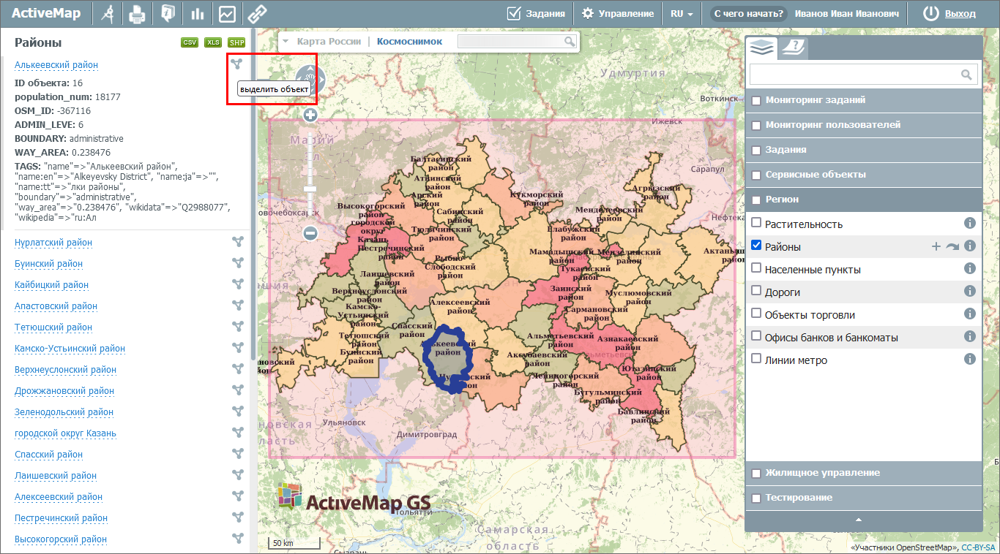 ActiveMap
Задания
Управление
RU
С чего начать?
Иванов Иван Иванович
Выход
Районы
CSV
XLS
SHP
Алькеевский район
ID объекта: 16
population_num: 18177
OSM_ID: -367116
ADMIN_LEVE: 6
BOUNDARY: administrative
WAY_AREA: 0.238476
TAGS: "name"=>"Алькеевский район",
"name:en"=>"Alkeyevsky District", "name:ja"=>"",
"name:tt"=>"лки районы",
"boundary"=>"administrative",
"way_area"=>"0.238476", "wikidata"=>"Q2988077",
"wikipedia"=>"ru:Ал
Нурлатский район
Буинский район
Кайбицкий район
Апастовский район
Тетюшский район
Камско-Устьинский район
Верхнеуслонский район
Дрожжановский район
Зеленодольский район
городской округ Казань
Спасский район
Лаишевский район
Алексеевский район
Пестречинский район
Высокогорский район
выделить объект
Карта России | Космоснимок
Удмуртия
Воткинск
Ижевск
Марий
Эл
Сарапул
Нефтека
овочебоксарск
Балтасинский
район
Атнинский
район
Арский
район
Кукморский
район
Агрызский
район
Высокогорский
район
городской
округ
Казань
Сабинский
район
Менделеевский
район
Тюлячинский
район
Елабужский
район
Пестречинский
район
Рыбно-
Слободский
район
Мамадышский
район
Мензелинский
район
Актаныш
район
Тукаевский
район
Лаишевский
район
Верхнеуслонский
район
Заинский
район
Муслюмовский
район
Алексеевский
район
Камско-
Устьинский
район
Сармановский
район
Спасский
район
Тетюшский
район
Буинский
район
Альметьевский
район
Азнакаевский
район
льметьевск
Аксубаевский
район
ановский
Ютазинский
район
Лениногорский
район
Бугульминский
район
Бавлинский
район
Ульяновск
Димитровград
новская
ласть
Тольятти
Самарская
область
ActiveMap GS
50 km
Мониторинг заданий
Мониторинг пользователей
Задания
Сервисные объекты
Регион
Растительность
Районы
Населенные пункты
Дороги
Объекты торговли
Офисы банков и банкоматы
Линии метро
Жилищное управление
Тестирование
«Участники OpenStreetMap», CC-BY-SA